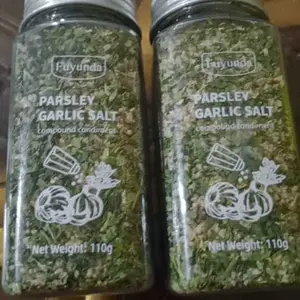 Fuyunda
PARSLEY
GARLIC SALT
compound condiment
Net Weight: 110g
Fuyunda
PARSLEY
GARLIC SALT
compound condiment
Net Weight: 110g